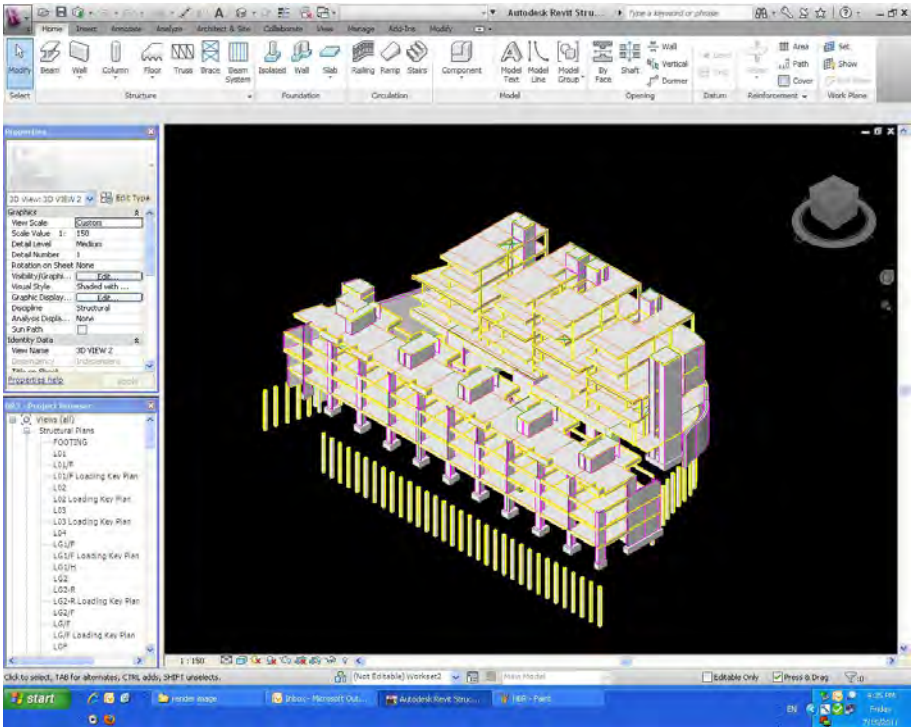 Autodesk Revit Stru...
Type a keyword or phrase
Home Insert Annotate Analyze Architect & Site Collaborate View Manage Add-Ins Modify
Modify Beam Wall Column Floor Truss Brace Beam System Isolated Wall Slab Railing Ramp Stairs Component Model Text Model Line Model Group By Face Shaft Wall Vertical Dormer Area Path Cover Set Show
Select Structure Foundation Circulation Model Opening Datum Reinforcement Work Plane
Properties
3D View: 3D VIEW 2 Edit Type
Graphics
View Scale Custom
Scale Value 1: 150
Detail Level Medium
Detail Number 1
Rotation on Sheet None
Visibility/Graphi... Edit...
Visual Style Shaded with ...
Graphic Display... Edit...
Discipline Structural
Analysis Displa... None
Sun Path
Identity Data
View Name 3D VIEW 2
Dependency Independent
Properties help apply
Project Browser
Views (all)
Structural Plans
FOOTING
L01
L01/F
L01/F Loading Key Plan
L02
L02 Loading Key Plan
L03
L03 Loading Key Plan
L04
LG1/F
LG1/F Loading Key Plan
LG1/H
LG2
LG2-R
LG2-R Loading Key Plan
LG2/F
LG/F
LG/F Loading Key Plan
1 : 150
Click to select, TAB for alternates, CTRL adds, SHIFT unselects.
(Not Editable) Workset2
Main Model
Editable Only
Press & Drag
:0
start
render image
Inbox - Microsoft Out...
Autodesk Revit Struc...
- Paint
EN
Friday